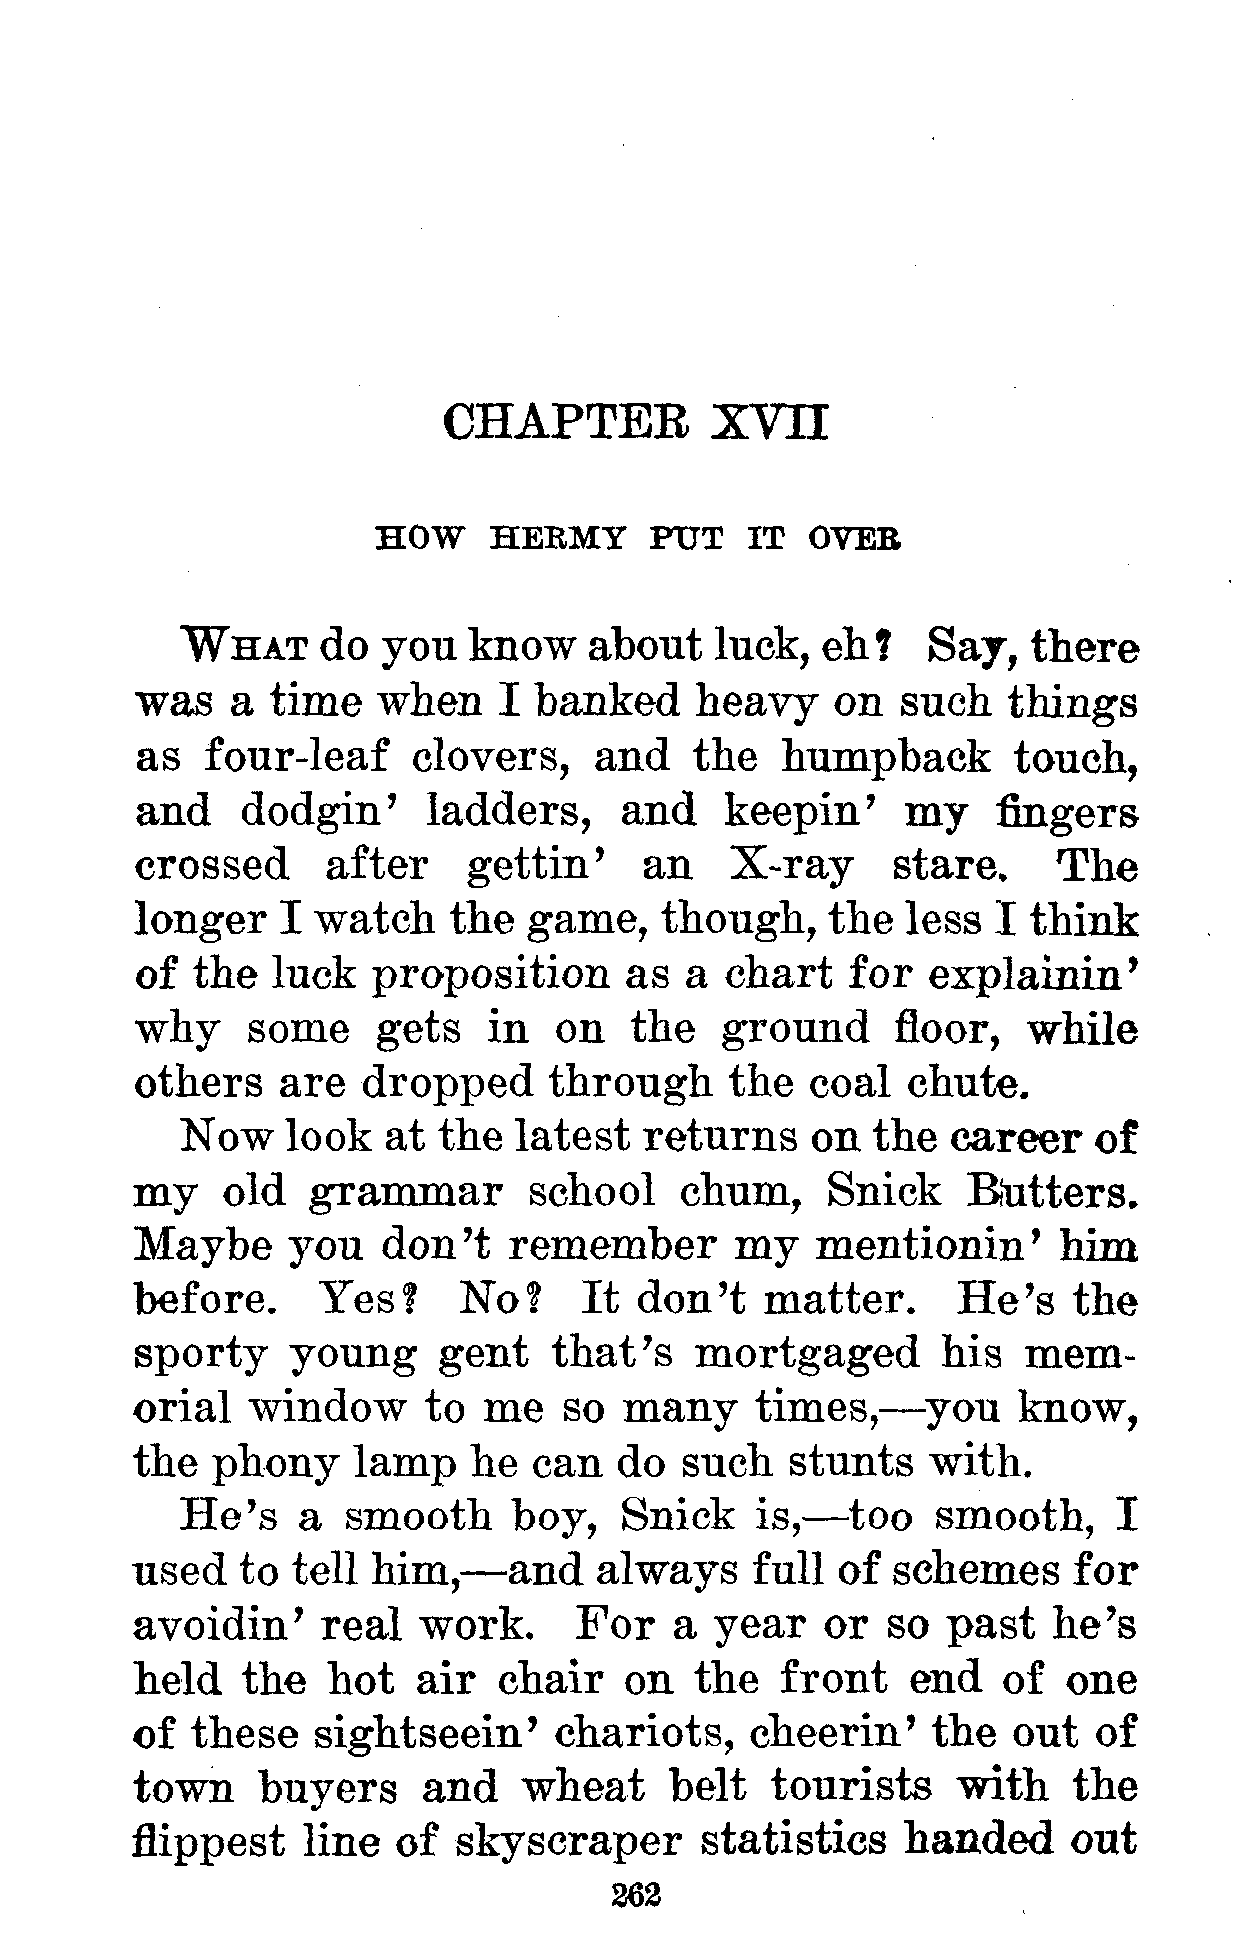 CHAPTER XVII
HOW HERMY PUT IT OVER
WHAT do you know about luck, eh? Say, there
was a time when I banked heavy on such things
as four-leaf clovers, and the humpback touch,
and dodgin' ladders, and keepin' my fingers
crossed after gettin' an X-ray stare. The
longer I watch the game, though, the less I think
of the luck proposition as a chart for explainin'
why some gets in on the ground floor, while
others are dropped through the coal chute.
Now look at the latest returns on the career of
my old grammar school chum, Snick Butters.
Maybe you don't remember my mentionin' him
before. Yes? No? It don't matter. He's the
sporty young gent that's mortgaged his mem-
orial window to me so many times,—you know,
the phony lamp he can do such stunts with.
He's a smooth boy, Snick is,—too smooth, I
used to tell him,—and always full of schemes for
avoidin' real work. For a year or so past he's
held the hot air chair on the front end of one
of these sightseein' chariots, cheerin' the out of
town buyers and wheat belt tourists with the
flippest line of skyscraper statistics handed out
262